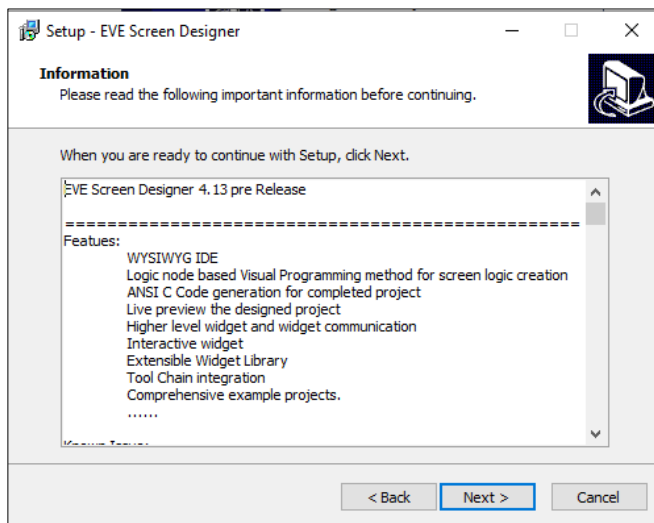 Setup - EVE Screen Designer
Information
Please read the following important information before continuing.
When you are ready to continue with Setup, click Next.
EVE Screen Designer 4.13 pre Release
==================================================
Featues:
WYSIWYG IDE
Logic node based Visual Programming method for screen logic creation
ANSI C Code generation for completed project
Live preview the designed project
Higher level widget and widget communication
Interactive widget
Extensible Widget Library
Tool Chain integration
Comprehensive example projects.
......
Known Issue:
< Back
Next >
Cancel